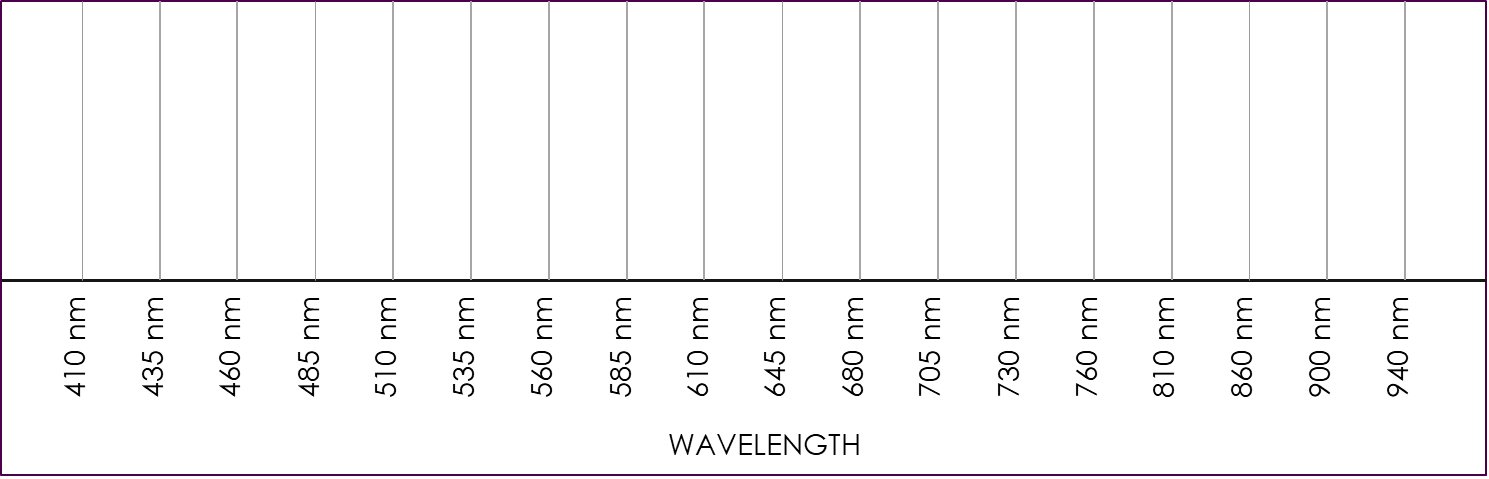 410 nm
435 nm
460 nm
485 nm
510 nm
535 nm
560 nm
585 nm
610 nm
645 nm
680 nm
705 nm
730 nm
760 nm
810 nm
860 nm
900 nm
940 nm
WAVELENGTH